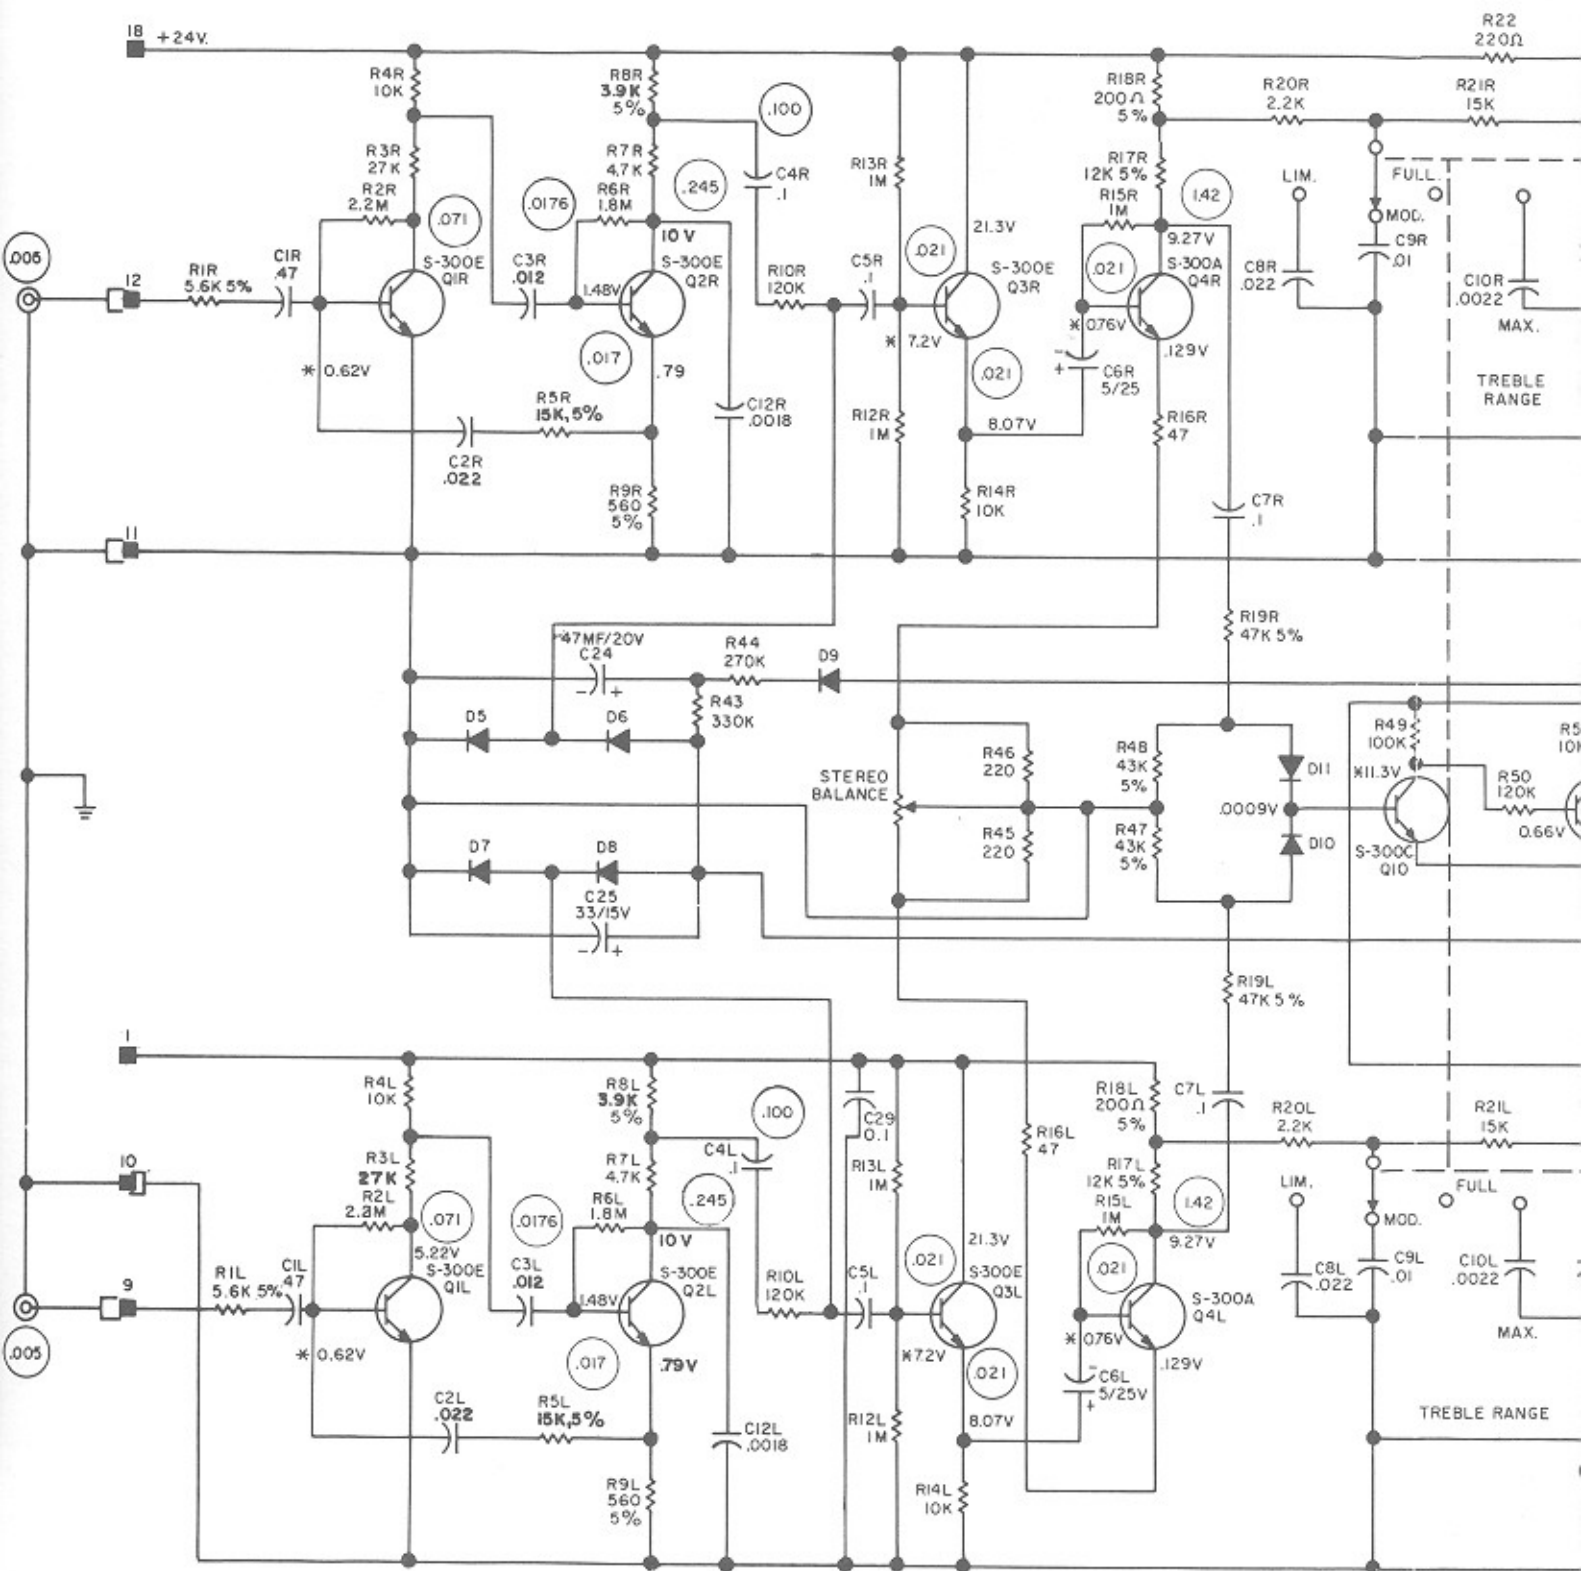 18 +24V.
R22
220Ω
R4R
10K
R8R
3.9K
5%
.100
R18R
200Ω
5%
R20R
2.2K
R21R
15K
R3R
27K
R2R
2.2M
.071
.0176
R7R
4.7K
R6R
1.8M
.245
C4R
.1
R13R
1M
R17R
12K 5%
R15R
1M
1.42
LIM.
FULL.
MOD.
C9R
.01
.005
12
R1R
5.6K 5%
C1R
.47
S-300E
Q1R
C3R
.012
10V
1.48V
S-300E
Q2R
R10R
120K
C5R
.1
.021
21.3V
S-300E
Q3R
.021
9.27V
S-300A
Q4R
C8R
.022
C10R
.0022
MAX.
* 0.62V
.017
.79
* 7.2V
.021
* 0.76V
.129V
- +
C6R
5/25
TREBLE
RANGE
R5R
15K, 5%
C2R
.022
C12R
.0018
R12R
1M
8.07V
R16R
47
R9R
560
5%
R14R
10K
C7R
.1
11
R19R
47K 5%
47MF/20V
C24
- +
R44
270K
D9
R43
330K
D5
D6
STEREO
BALANCE
R46
220
R48
43K
5%
D11
R49
100K
*11.3V
R50
120K
R5
10K
.0009V
0.66V
D7
D8
R45
220
R47
43K
5%
D10
S-300C
Q10
C25
33/15V
- +
R19L
47K 5%
1
R4L
10K
R8L
3.9K
5%
.100
C29
0.1
R18L
200Ω
5%
C7L
.1
R20L
2.2K
R21L
15K
R16L
47
10
R3L
27K
R2L
2.2M
.071
.0176
R7L
4.7K
R6L
1.8M
C4L
.1
.245
R13L
1M
R17L
12K 5%
R15L
1M
1.42
LIM.
FULL
MOD.
5.22V
10V
21.3V
9.27V
9
R1L
5.6K 5%
C1L
.47
S-300E
Q1L
C3L
.012
1.48V
S-300E
Q2L
R10L
120K
C5L
.1
.021
S-300E
Q3L
.021
S-300A
Q4L
C8L
.022
C9L
.01
C10L
.0022
MAX.
.005
* 0.62V
.017
.79V
*7.2V
.021
* 0.76V
.129V
-
C6L
5/25V
+
C2L
.022
R5L
15K,5%
C12L
.0018
R12L
1M
8.07V
TREBLE RANGE
R9L
560
5%
R14L
10K